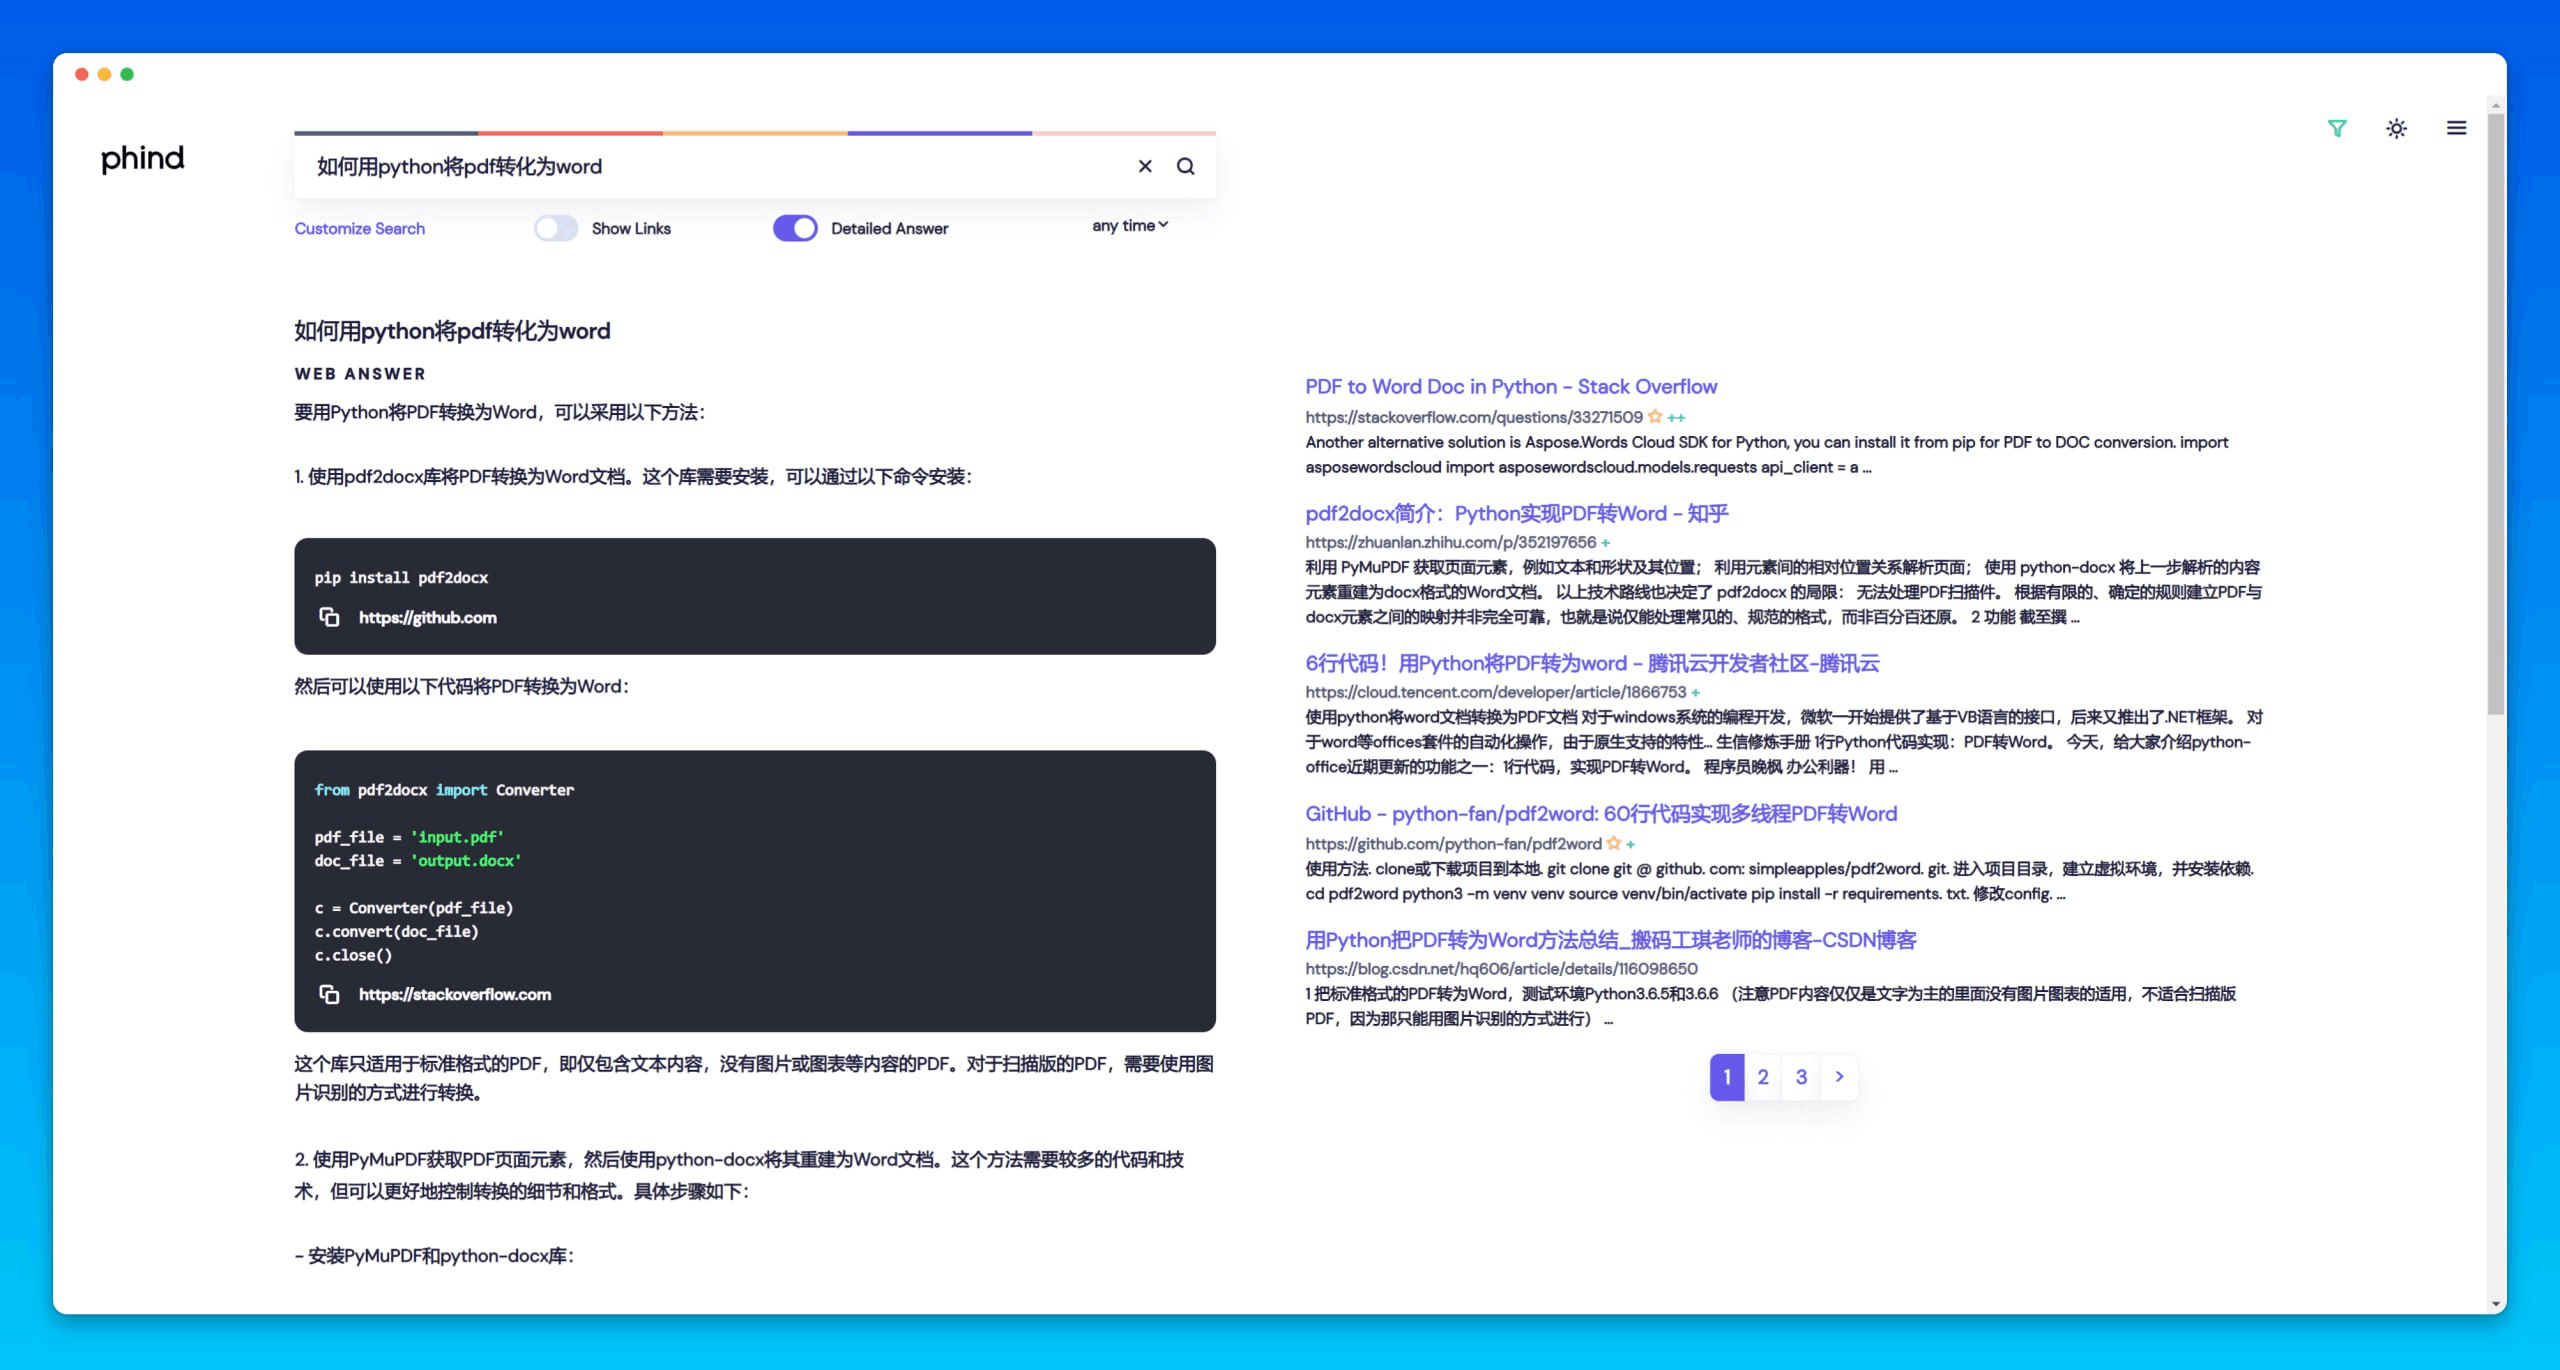 phind
如何用python将pdf转化为word
Customize Search
Show Links
Detailed Answer
any time
如何用python将pdf转化为word
WEB ANSWER
要用Python将PDF转换为Word，可以采用以下方法：
1. 使用pdf2docx库将PDF转换为Word文档。这个库需要安装，可以通过以下命令安装：
pip install pdf2docx
https://github.com
然后可以使用以下代码将PDF转换为Word：
from pdf2docx import Converter
pdf_file = 'input.pdf'
doc_file = 'output.docx'
c = Converter(pdf_file)
c.convert(doc_file)
c.close()
https://stackoverflow.com
这个库只适用于标准格式的PDF，即仅包含文本内容，没有图片或图表等内容的PDF。对于扫描版的PDF，需要使用图
片识别的方式进行转换。
2. 使用PyMuPDF获取PDF页面元素，然后使用python-docx将其重建为Word文档。这个方法需要较多的代码和技
术，但可以更好地控制转换的细节和格式。具体步骤如下：
- 安装PyMuPDF和python-docx库：
PDF to Word Doc in Python - Stack Overflow
https://stackoverflow.com/questions/33271509 ++
Another alternative solution is Aspose.Words Cloud SDK for Python, you can install it from pip for PDF to DOC conversion. import
asposewordscloud import asposewordscloud.models.requests api_client = a ...
pdf2docx简介：Python实现PDF转Word - 知乎
https://zhuanlan.zhihu.com/p/352197656 +
利用 PyMuPDF 获取页面元素，例如文本和形状及其位置； 利用元素间的相对位置关系解析页面； 使用 python-docx 将上一步解析的内容
元素重建为docx格式的Word文档。 以上技术路线也决定了 pdf2docx 的局限： 无法处理PDF扫描件。 根据有限的、确定的规则建立PDF与
docx元素之间的映射并非完全可靠，也就是说仅能处理常见的、规范的格式，而非百分百还原。 2 功能 截至撰 ...
6行代码！用Python将PDF转为word - 腾讯云开发者社区-腾讯云
https://cloud.tencent.com/developer/article/1866753 +
使用python将word文档转换为PDF文档 对于windows系统的编程开发，微软一开始提供了基于VB语言的接口，后来又推出了.NET框架。 对
于word等offices套件的自动化操作，由于原生支持的特性... 生信修炼手册 1行Python代码实现：PDF转Word。 今天，给大家介绍python-
office近期更新的功能之一：1行代码，实现PDF转Word。 程序员晚枫 办公利器！ 用 ...
GitHub - python-fan/pdf2word: 60行代码实现多线程PDF转Word
https://github.com/python-fan/pdf2word +
使用方法. clone或下载项目到本地. git clone git @ github. com: simpleapples/pdf2word. git. 进入项目目录，建立虚拟环境，并安装依赖.
cd pdf2word python3 -m venv venv source venv/bin/activate pip install -r requirements. txt. 修改config. ...
用Python把PDF转为Word方法总结_搬码工琪老师的博客-CSDN博客
https://blog.csdn.net/hq606/article/details/116098650
1 把标准格式的PDF转为Word，测试环境Python3.6.5和3.6.6 （注意PDF内容仅仅是文字为主的里面没有图片图表的适用，不适合扫描版
PDF，因为那只能用图片识别的方式进行） ...
1 2 3 >